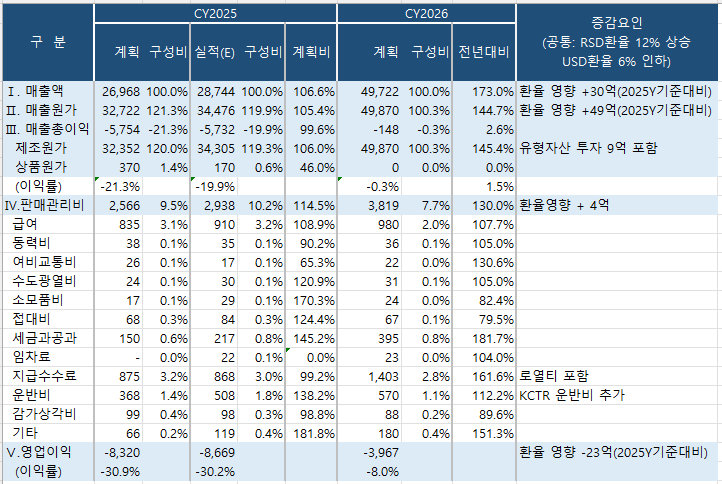 구 분 CY2025 CY2026 증감요인
(공통: RSD환율 12% 상승
USD환율 6% 인하)
계획 구성비 실적(E) 구성비 계획비 계획 구성비 전년대비
Ⅰ. 매출액 26,968 100.0% 28,744 100.0% 106.6% 49,722 100.0% 173.0% 환율 영향 +30억(2025Y기준대비)
Ⅱ. 매출원가 32,722 121.3% 34,476 119.9% 105.4% 49,870 100.3% 144.7% 환율 영향 +49억(2025Y기준대비)
Ⅲ. 매출총이익 -5,754 -21.3% -5,732 -19.9% 99.6% -148 -0.3% 2.6%
제조원가 32,352 120.0% 34,305 119.3% 106.0% 49,870 100.3% 145.4% 유형자산 투자 9억 포함
상품원가 370 1.4% 170 0.6% 46.0% 0 0.0% 0.0%
(이익률) -21.3% -19.9% -0.3% 1.5%
Ⅳ.판매관리비 2,566 9.5% 2,938 10.2% 114.5% 3,819 7.7% 130.0% 환율영향 + 4억
급여 835 3.1% 910 3.2% 108.9% 980 2.0% 107.7%
동력비 38 0.1% 35 0.1% 90.2% 36 0.1% 105.0%
여비교통비 26 0.1% 17 0.1% 65.3% 22 0.0% 130.6%
수도광열비 24 0.1% 30 0.1% 120.9% 31 0.1% 105.0%
소모품비 17 0.1% 29 0.1% 170.3% 24 0.0% 82.4%
접대비 68 0.3% 84 0.3% 124.4% 67 0.1% 79.5%
세금과공과 150 0.6% 217 0.8% 145.2% 395 0.8% 181.7%
임차료 - 0.0% 22 0.1% 0.0% 23 0.0% 104.0%
지급수수료 875 3.2% 868 3.0% 99.2% 1,403 2.8% 161.6% 로열티 포함
운반비 368 1.4% 508 1.8% 138.2% 570 1.1% 112.2% KCTR 운반비 추가
감가상각비 99 0.4% 98 0.3% 98.8% 88 0.2% 89.6%
기타 66 0.2% 119 0.4% 181.8% 180 0.4% 151.3%
Ⅴ.영업이익 -8,320 -8,669 -3,967 환율 영향 -23억(2025Y기준대비)
(이익률) -30.9% -30.2% -8.0%